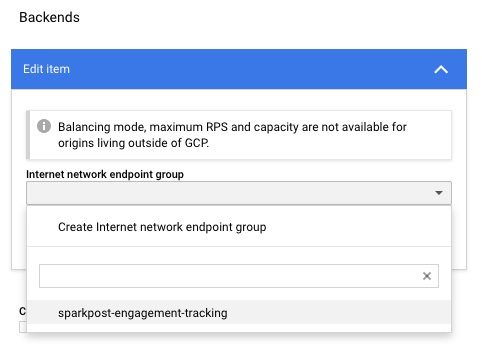 Backends
Edit item
Balancing mode, maximum RPS and capacity are not available for
origins living outside of GCP.
Internet network endpoint group
Create Internet network endpoint group
sparkpost-engagement-tracking
C